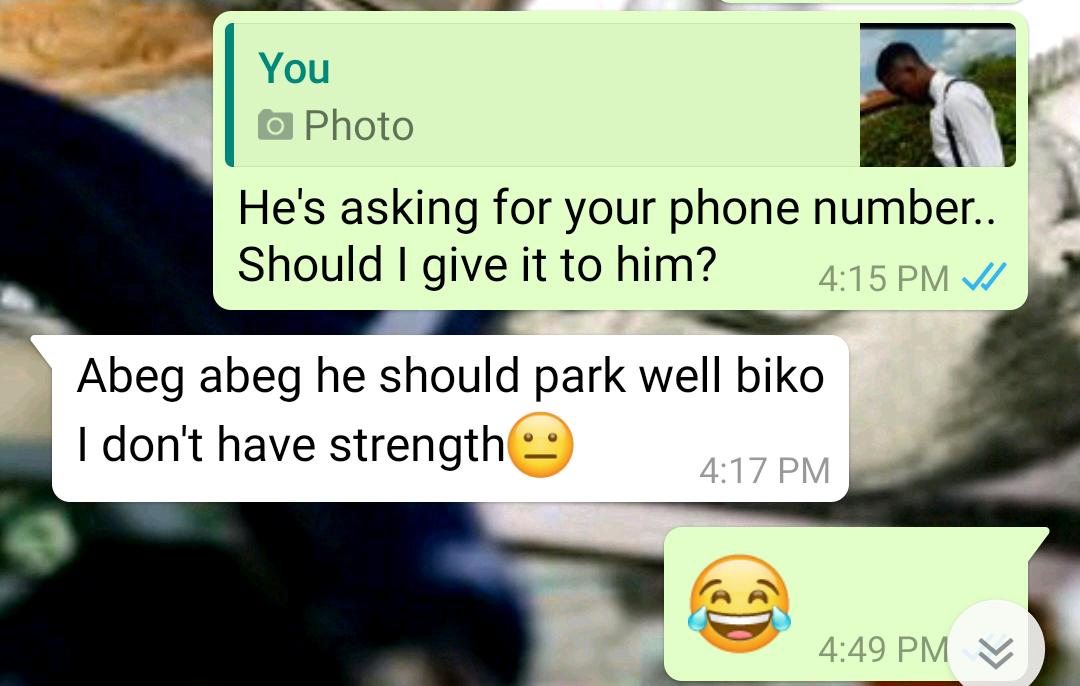 You
Photo
He's asking for your phone number..
Should I give it to him?
4:15 PM
Abeg abeg he should park well biko
I don't have strength😐
4:17 PM
😂
4:49 PM